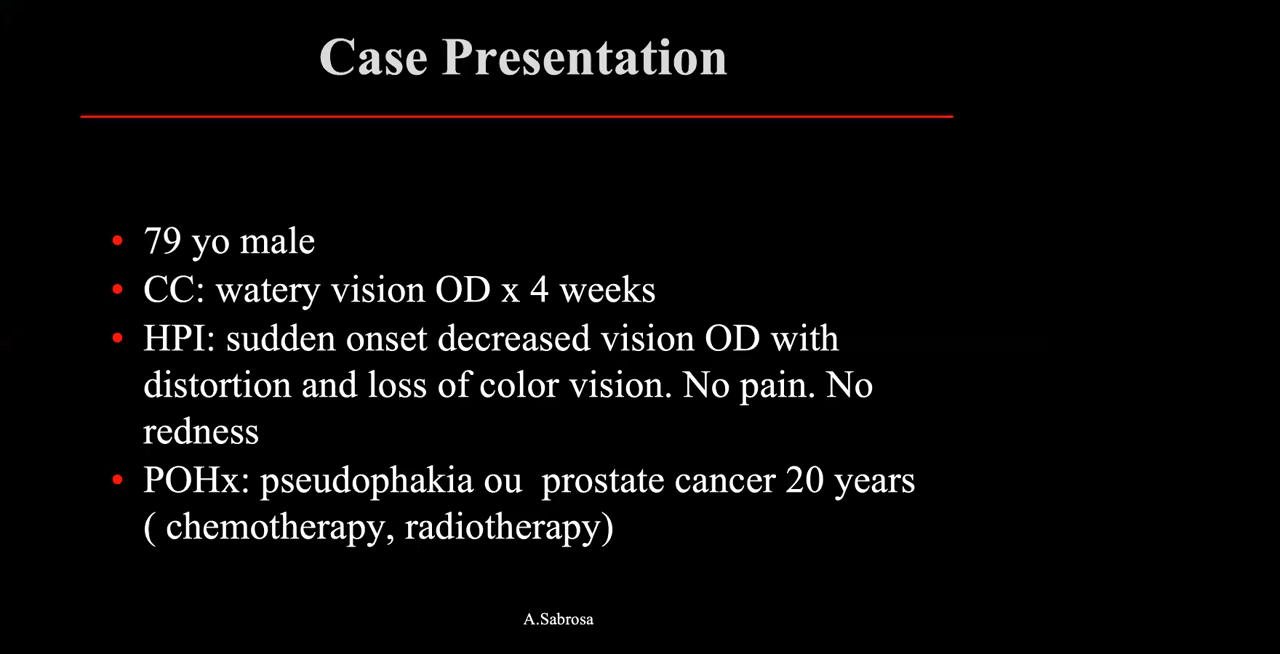 Case Presentation
• 79 yo male
• CC: watery vision OD x 4 weeks
• HPI: sudden onset decreased vision OD with
distortion and loss of color vision. No pain. No
redness
• POHx: pseudophakia ou  prostate cancer 20 years
( chemotherapy, radiotherapy)
A.Sabrosa